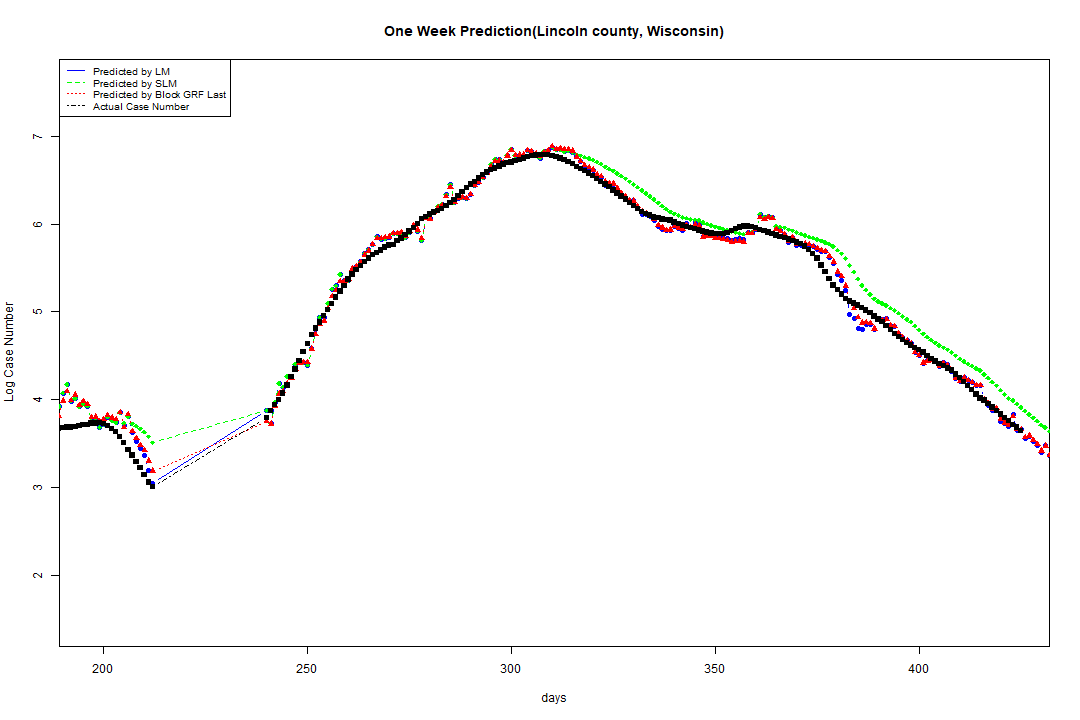 One Week Prediction(Lincoln county, Wisconsin)
Predicted by LM
Predicted by SLM
Predicted by Block GRF Last
Actual Case Number
7
6
5
4
3
2
Log Case Number
200 250 300 350 400
days